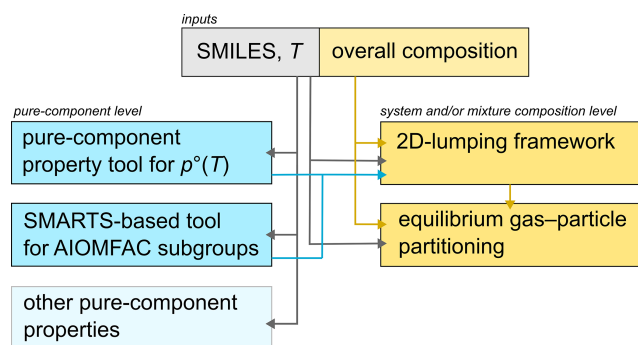 inputs
SMILES, T
overall composition
pure-component level
system and/or mixture composition level
pure-component
property tool for p°(T)
2D-lumping framework
SMARTS-based tool
for AIOMFAC subgroups
equilibrium gas–particle
partitioning
other pure-component
properties